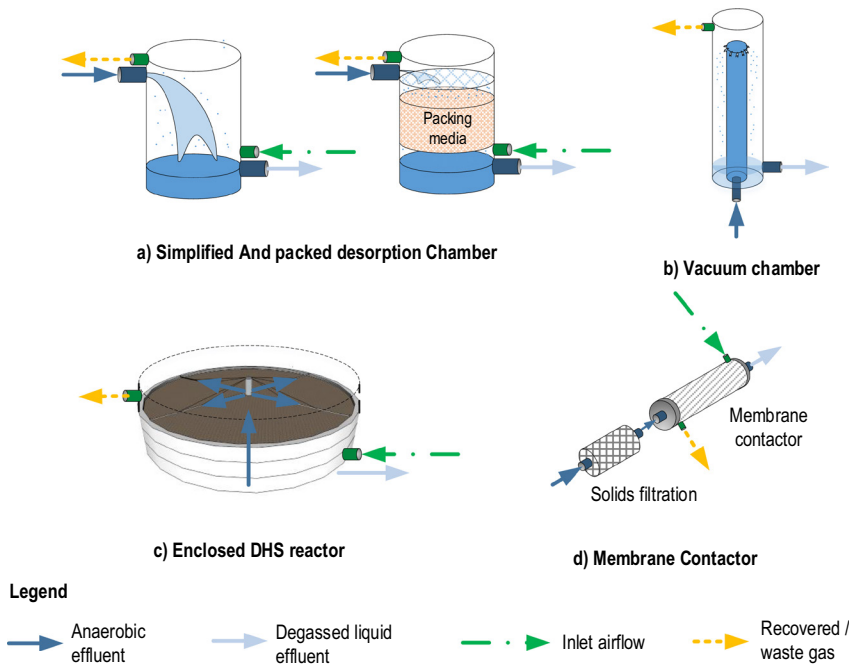 Packing
media
a) Simplified And packed desorption Chamber
b) Vacuum chamber
Membrane
contactor
Solids filtration
c) Enclosed DHS reactor
d) Membrane Contactor
Legend
Anaerobic
effluent
Degassed liquid
effluent
Inlet airflow
Recovered /
waste gas